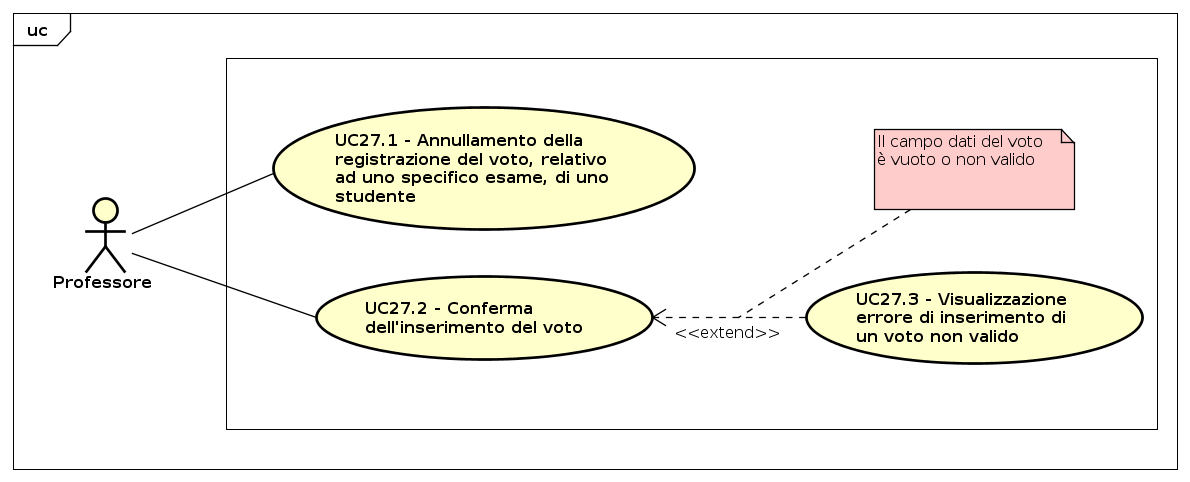 uc
UC27.1 - Annullamento della
registrazione del voto, relativo
ad uno specifico esame, di uno
studente
Il campo dati del voto
è vuoto o non valido
Professore
UC27.2 - Conferma
dell'inserimento del voto
<<extend>>
UC27.3 - Visualizzazione
errore di inserimento di
un voto non valido